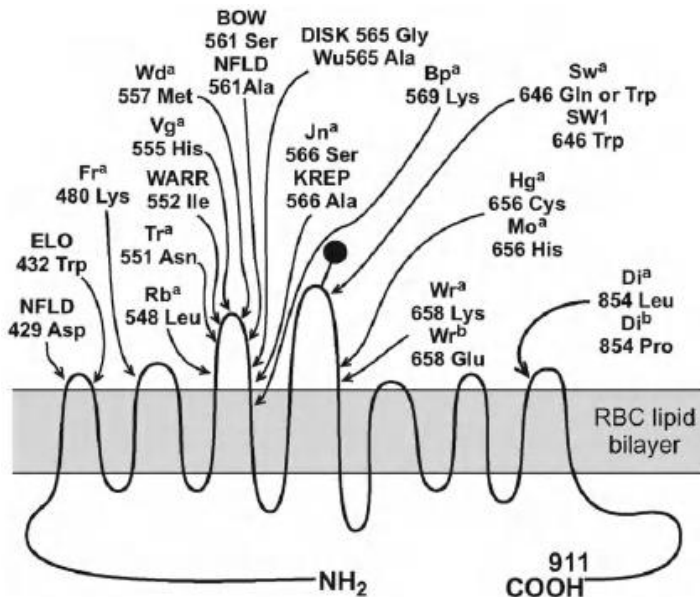 BOW
561 Ser
NFLD
561Ala
DISK 565 Gly
Wu565 Ala
Wdᵃ
557 Met
Bpᵃ
569 Lys
Swᵃ
646 Gln or Trp
SW1
646 Trp
Vgᵃ
555 His
Jnᵃ
566 Ser
KREP
566 Ala
Frᵃ
480 Lys
WARR
552 Ile
Hgᵃ
656 Cys
Moᵃ
656 His
Trᵃ
551 Asn
ELO
432 Trp
Rbᵃ
548 Leu
NFLD
429 Asp
Wrᵃ
658 Lys
Wrᵇ
658 Glu
Diᵃ
854 Leu
Diᵇ
854 Pro
RBC lipid
bilayer
NH₂
911
COOH